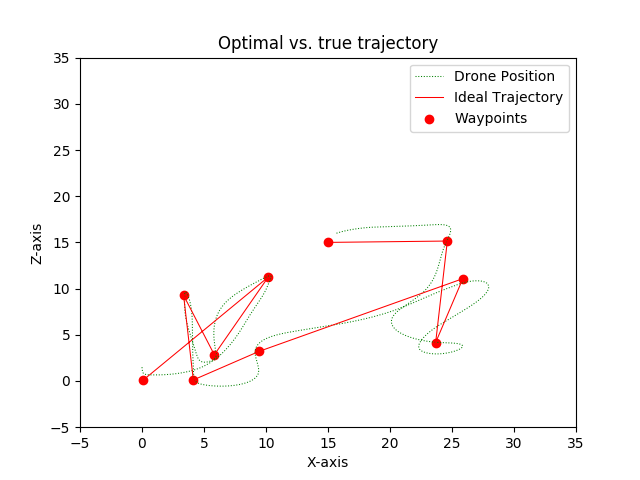 Optimal vs. true trajectory
Drone Position
Ideal Trajectory
Waypoints
Z-axis
35
30
25
20
15
10
5
0
−5
−5 0 5 10 15 20 25 30 35
X-axis